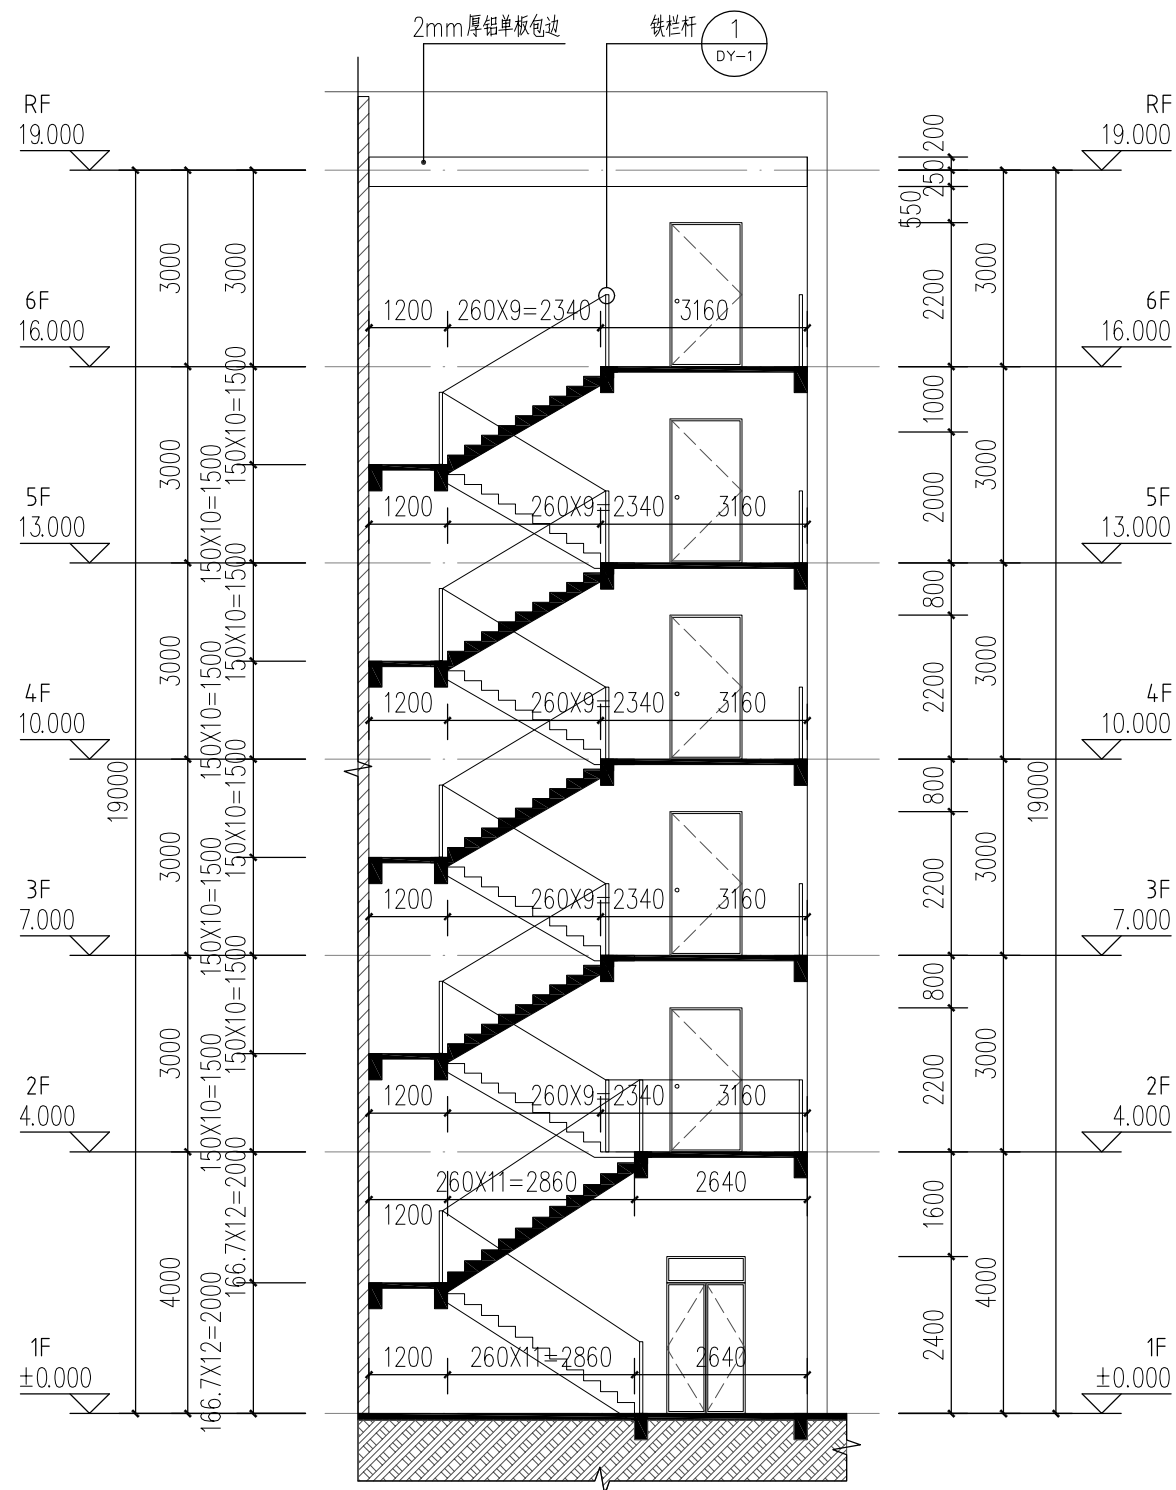 2mm厚铝单板包边
铁栏杆
1
DY-1
RF
19.000
RF
19.000
200
250
550
3000
3000
2200
3000
6F
16.000
1200
260X9=2340
3160
6F
16.000
150X10=1500
1000
3000
150X10=1500
2000
3000
5F
13.000
1200
260X9=2340
3160
5F
13.000
150X10=1500
800
3000
150X10=1500
2200
3000
4F
10.000
1200
260X9=2340
3160
4F
10.000
19000
150X10=1500
800
19000
3000
150X10=1500
2200
3000
3F
7.000
1200
260X9=2340
3160
3F
7.000
150X10=1500
800
3000
150X10=1500
2200
3000
2F
4.000
1200
260X9=2340
3160
2F
4.000
166.7X12=2000
260X11=2860
2640
1200
1600
4000
166.7X12=2000
2400
4000
1F
±0.000
1200
260X11=2860
2640
1F
±0.000